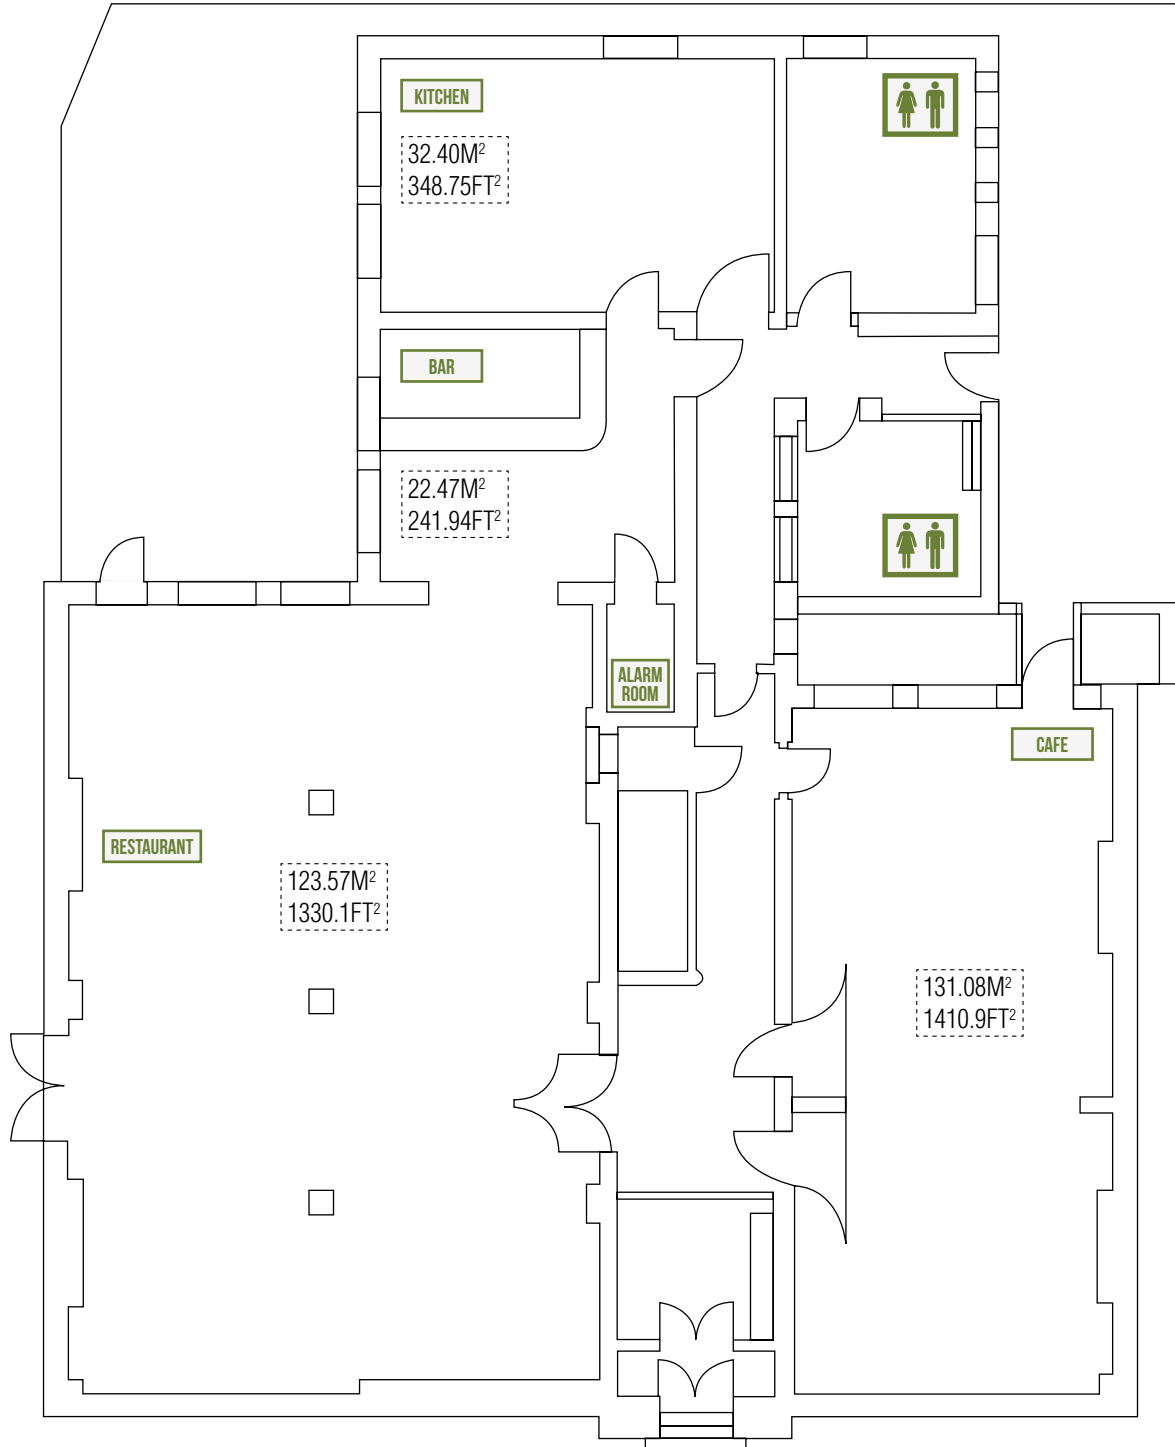 KITCHEN
32.40M²
348.75FT²
BAR
22.47M²
241.94FT²
ALARM
ROOM
CAFE
RESTAURANT
123.57M²
1330.1FT²
131.08M²
1410.9FT²